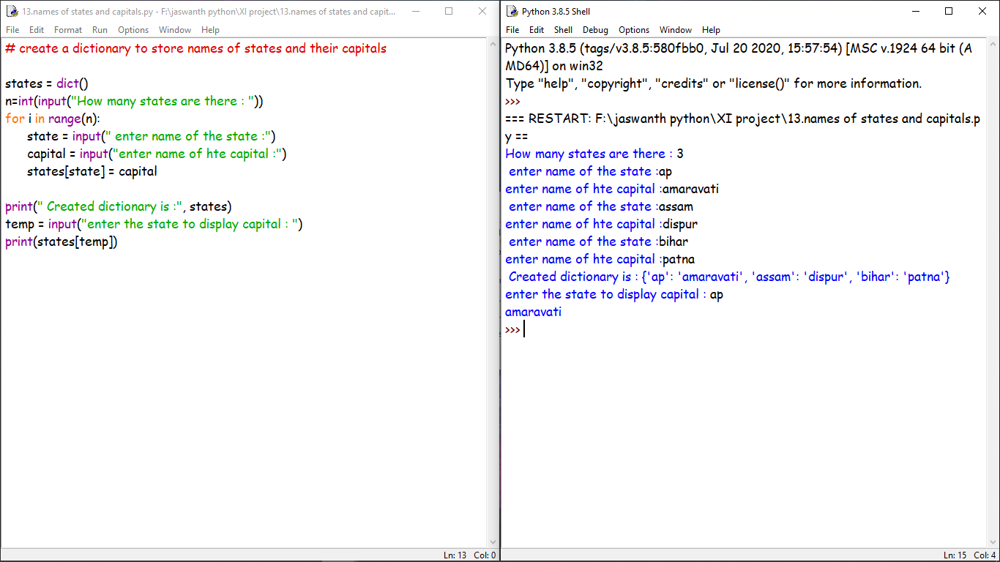 13.names of states and capitals.py - F:\jaswanth python\XI project\13.names of states and capit...
File Edit Format Run Options Window Help
# create a dictionary to store names of states and their capitals
states = dict()
n=int(input("How many states are there : "))
for i in range(n):
state = input(" enter name of the state :")
capital = input("enter name of hte capital :")
states[state] = capital
print(" Created dictionary is :", states)
temp = input("enter the state to display capital : ")
print(states[temp])
Ln: 13 Col: 0
Python 3.8.5 Shell
File Edit Shell Debug Options Window Help
Python 3.8.5 (tags/v3.8.5:580fbb0, Jul 20 2020, 15:57:54) [MSC v.1924 64 bit (A
MD64)] on win32
Type "help", "copyright", "credits" or "license()" for more information.
>>>
=== RESTART: F:\jaswanth python\XI project\13.names of states and capitals.p
y ==
How many states are there : 3
enter name of the state :ap
enter name of hte capital :amaravati
enter name of the state :assam
enter name of hte capital :dispur
enter name of the state :bihar
enter name of hte capital :patna
Created dictionary is : {'ap': 'amaravati', 'assam': 'dispur', 'bihar': 'patna'}
enter the state to display capital : ap
amaravati
>>>
Ln: 15 Col: 4